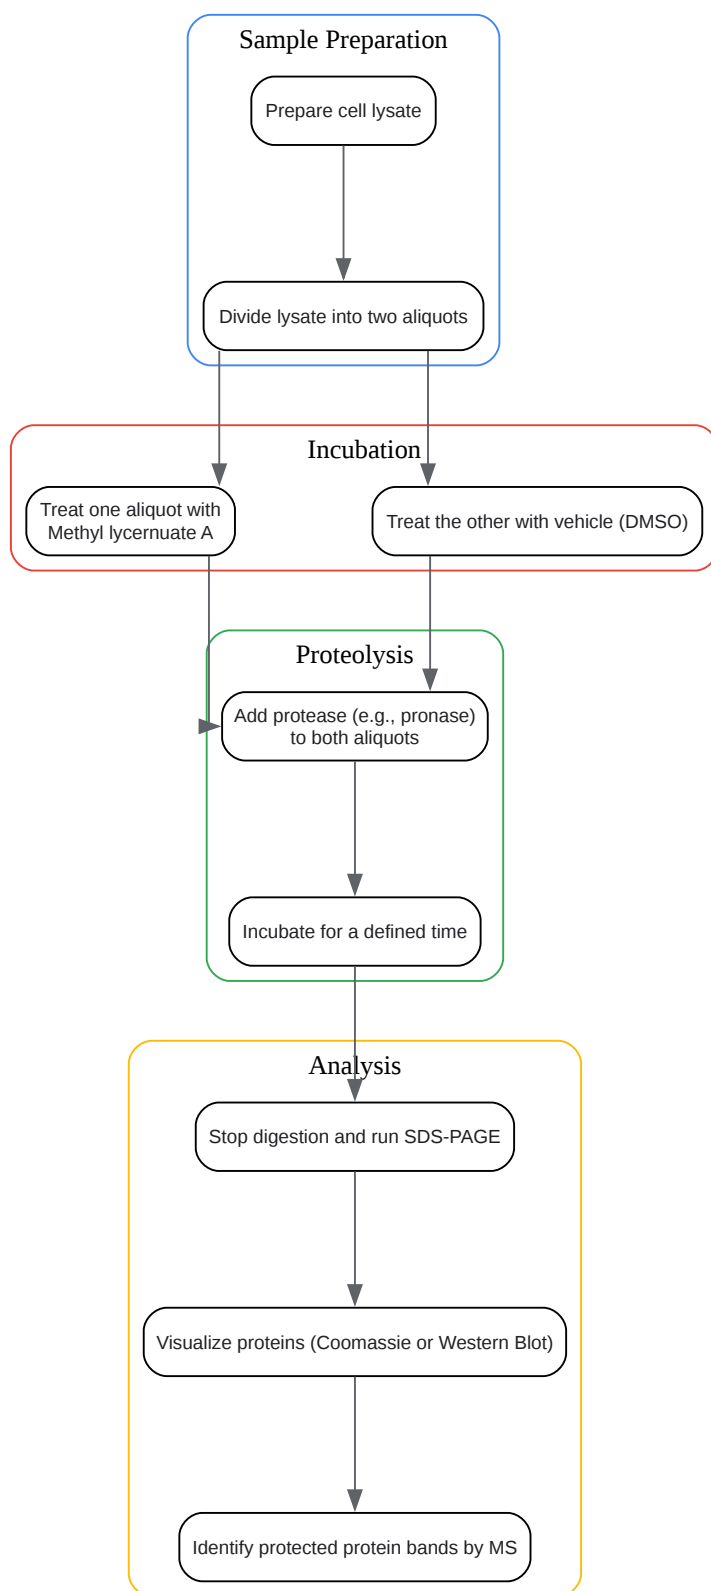 Sample Preparation
Prepare cell lysate
Divide lysate into two aliquots
Incubation
Treat one aliquot with
Methyl lycernuate A
Treat the other with vehicle (DMSO)
Proteolysis
Add protease (e.g., pronase)
to both aliquots
Incubate for a defined time
Analysis
Stop digestion and run SDS-PAGE
Visualize proteins (Coomassie or Western Blot)
Identify protected protein bands by MS